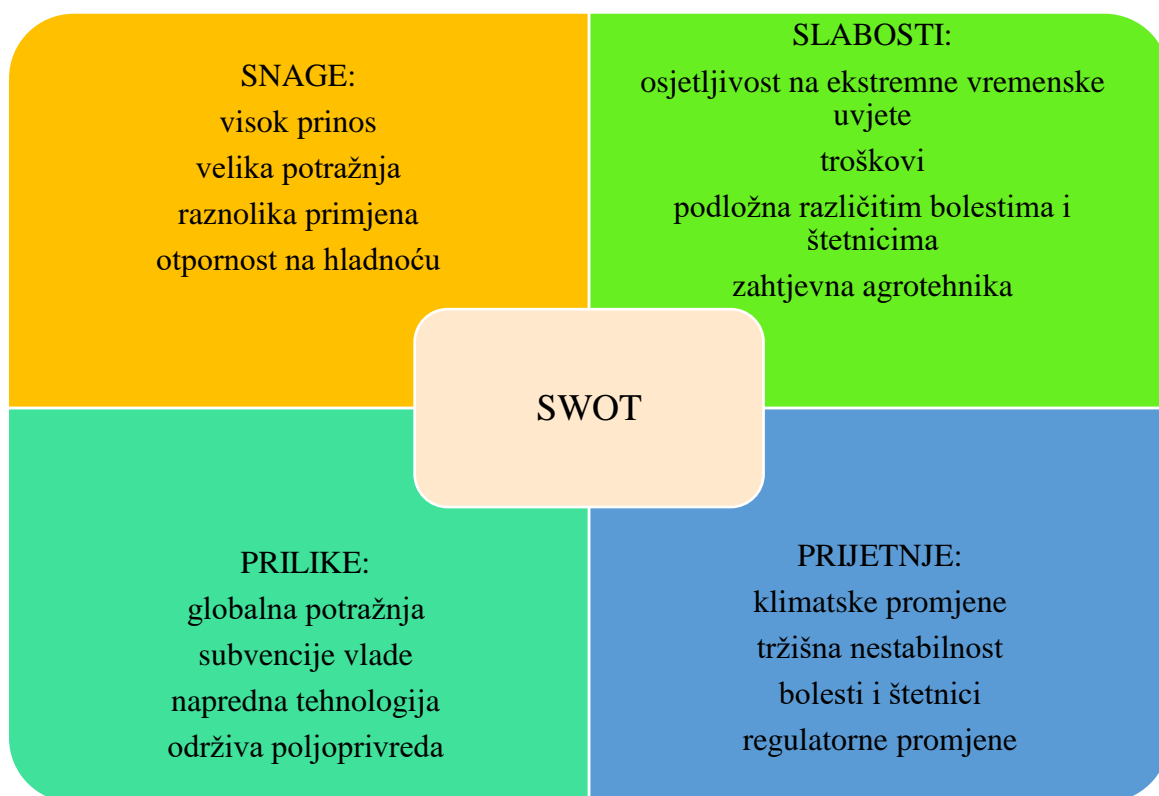 SNAGE:
visok prinos
velika potražnja
raznolika primjena
otpornost na hladnoću
SLABOSTI:
osjetljivost na ekstremne vremenske
uvjete
troškovi
podložna različitim bolestima i
štetnicima
zahtjevna agrotehnika
SWOT
PRILIKE:
globalna potražnja
subvencije vlade
napredna tehnologija
održiva poljoprivreda
PRIJETNJE:
klimatske promjene
tržišna nestabilnost
bolesti i štetnici
regulatorne promjene